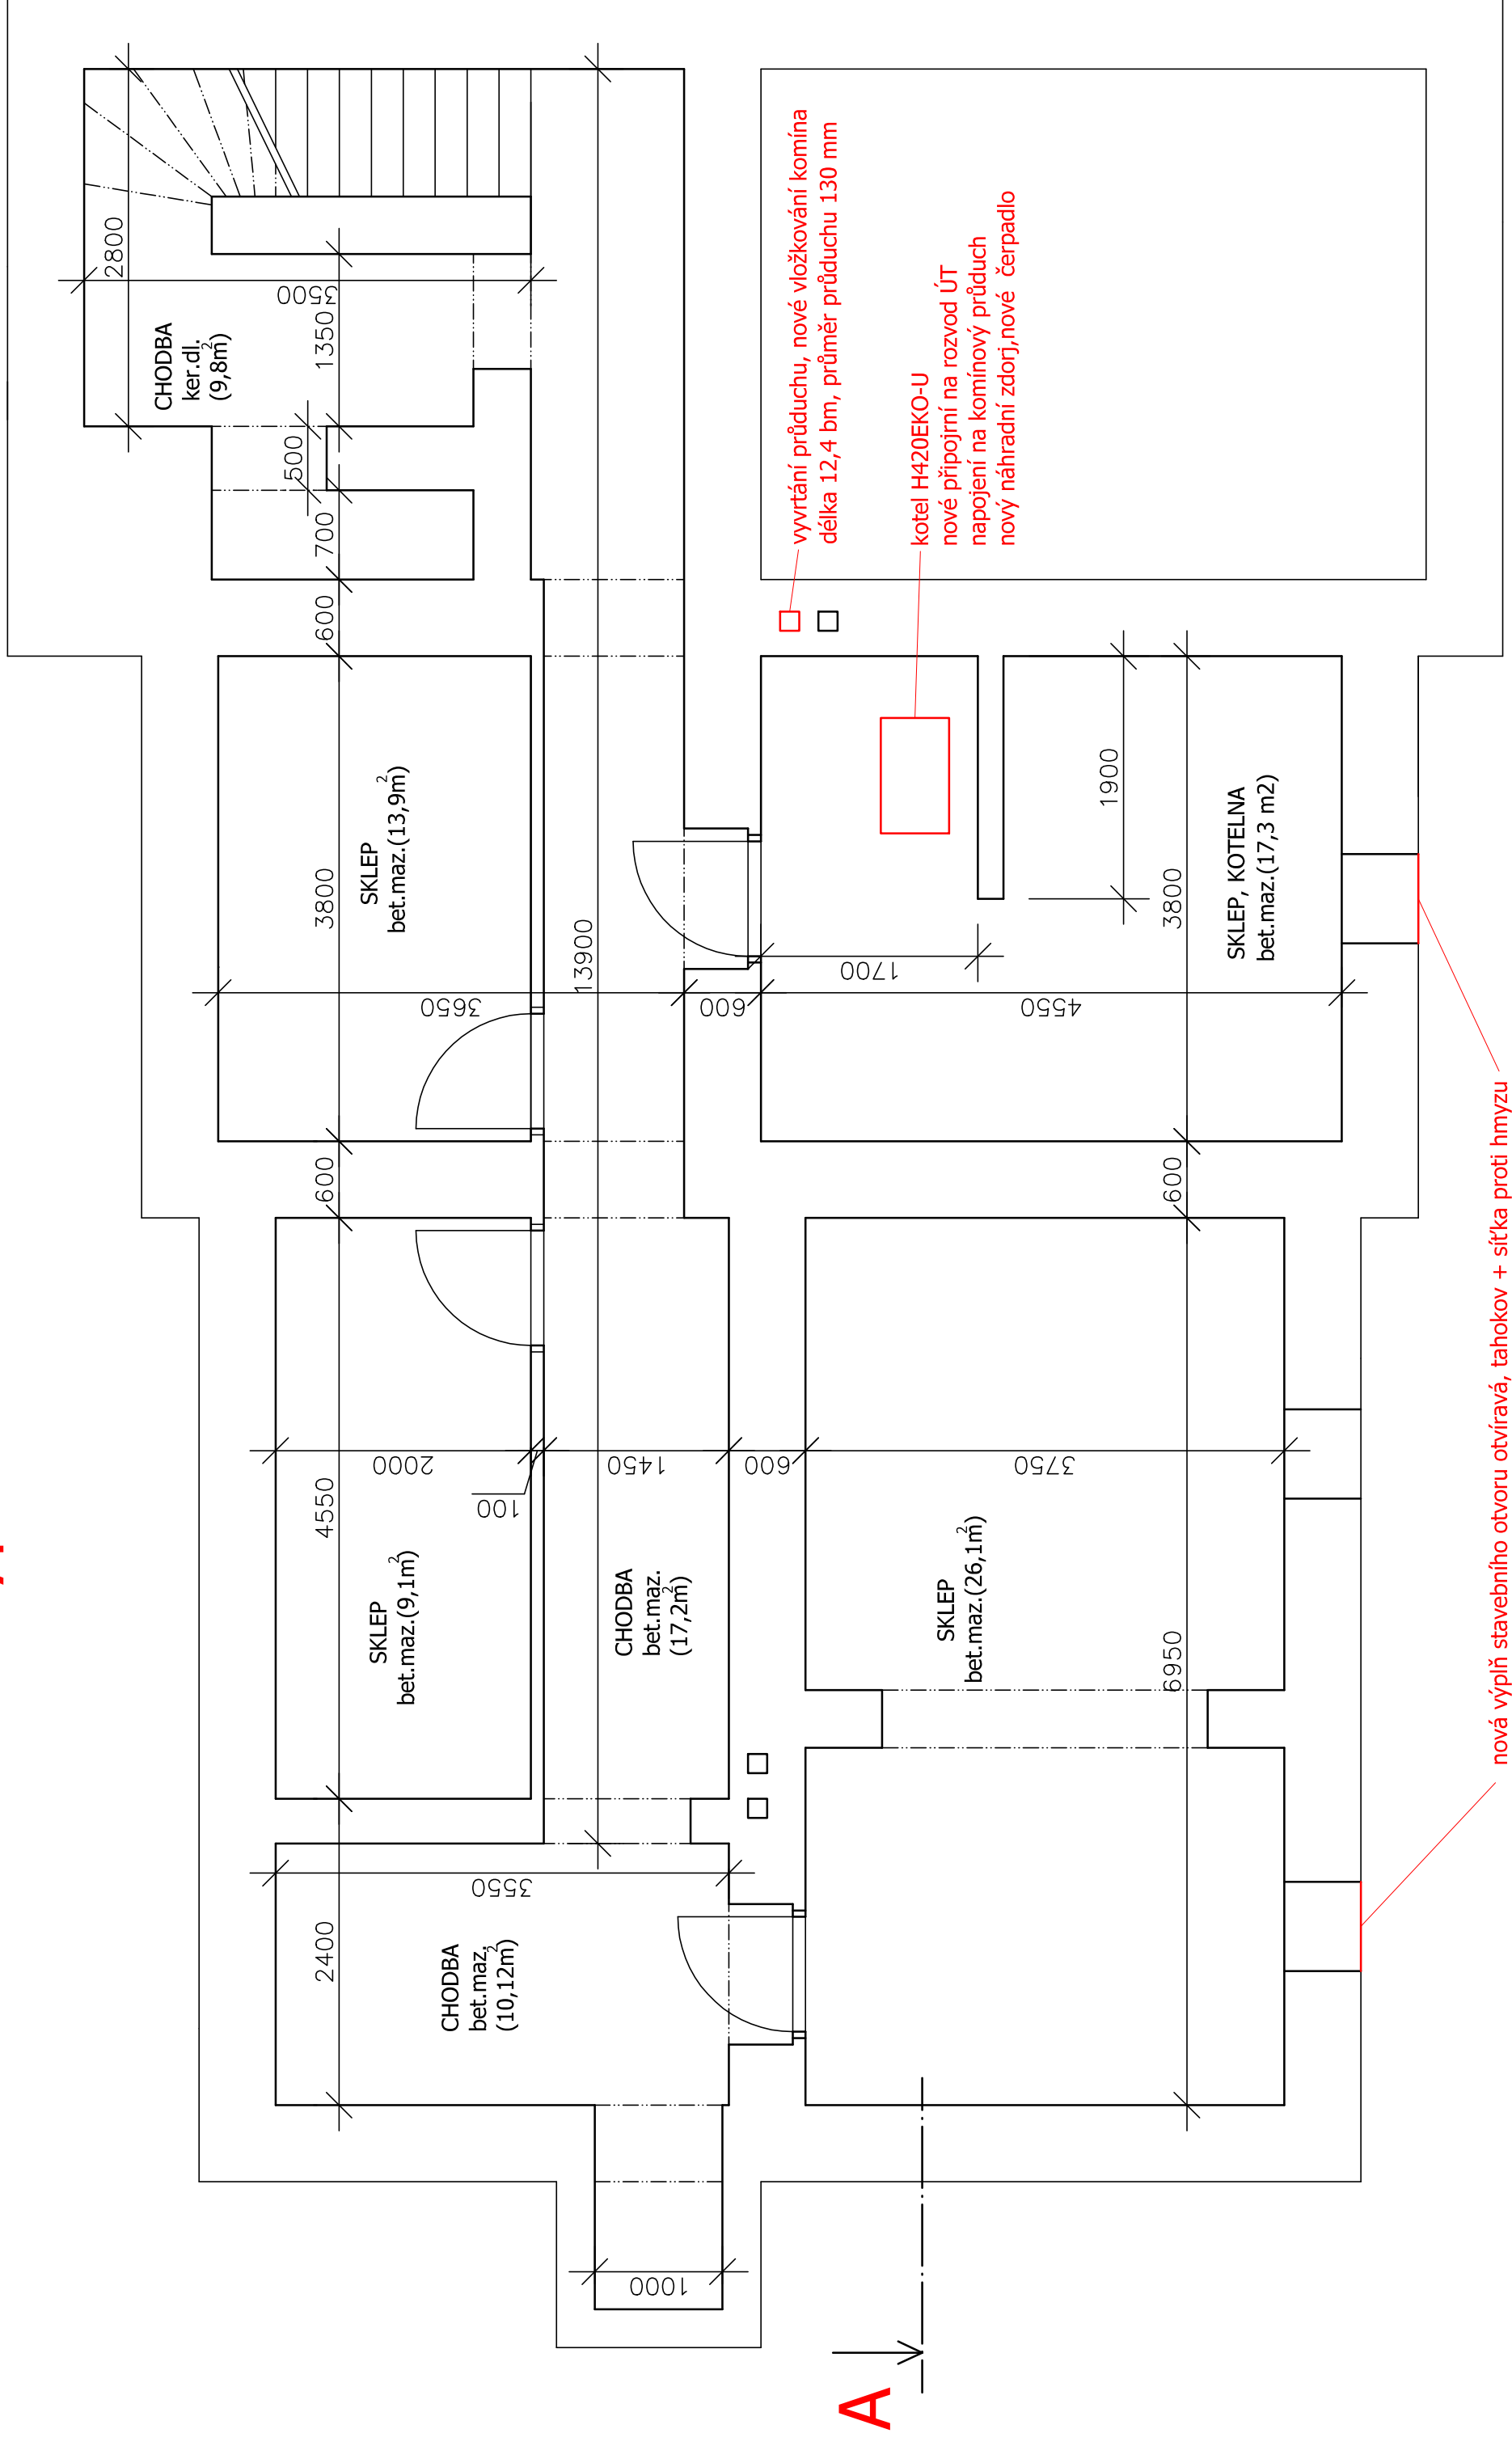 CHODBA
ker.dl.
(9,8m2)
2800
3500
1350
500
700
600
3800
600
4550
2400
SKLEP
bet.maz.(13,9m2)
3650
13900
SKLEP
bet.maz.(9,1m2)
2000
100
1450
600
3750
CHODBA
bet.maz.
(17,2m2)
CHODBA
bet.maz.
(10,12m2)
3550
1000
SKLEP
bet.maz.(26,1m2)
6950
600
3800
600
1700
4550
1900
SKLEP, KOTELNA
bet.maz.(17,3 m2)
vyvrtání průduchu, nové vložkování komína
délka 12,4 bm, průměr průduchu 130 mm
kotel H420EKO-U
nové připojrní na rozvod ÚT
napojení na komínový průduch
nový náhradní zdorj,nové čerpadlo
nová výplň stavebního otvoru otvíravá, tahokov + síťka proti hmyzu
A